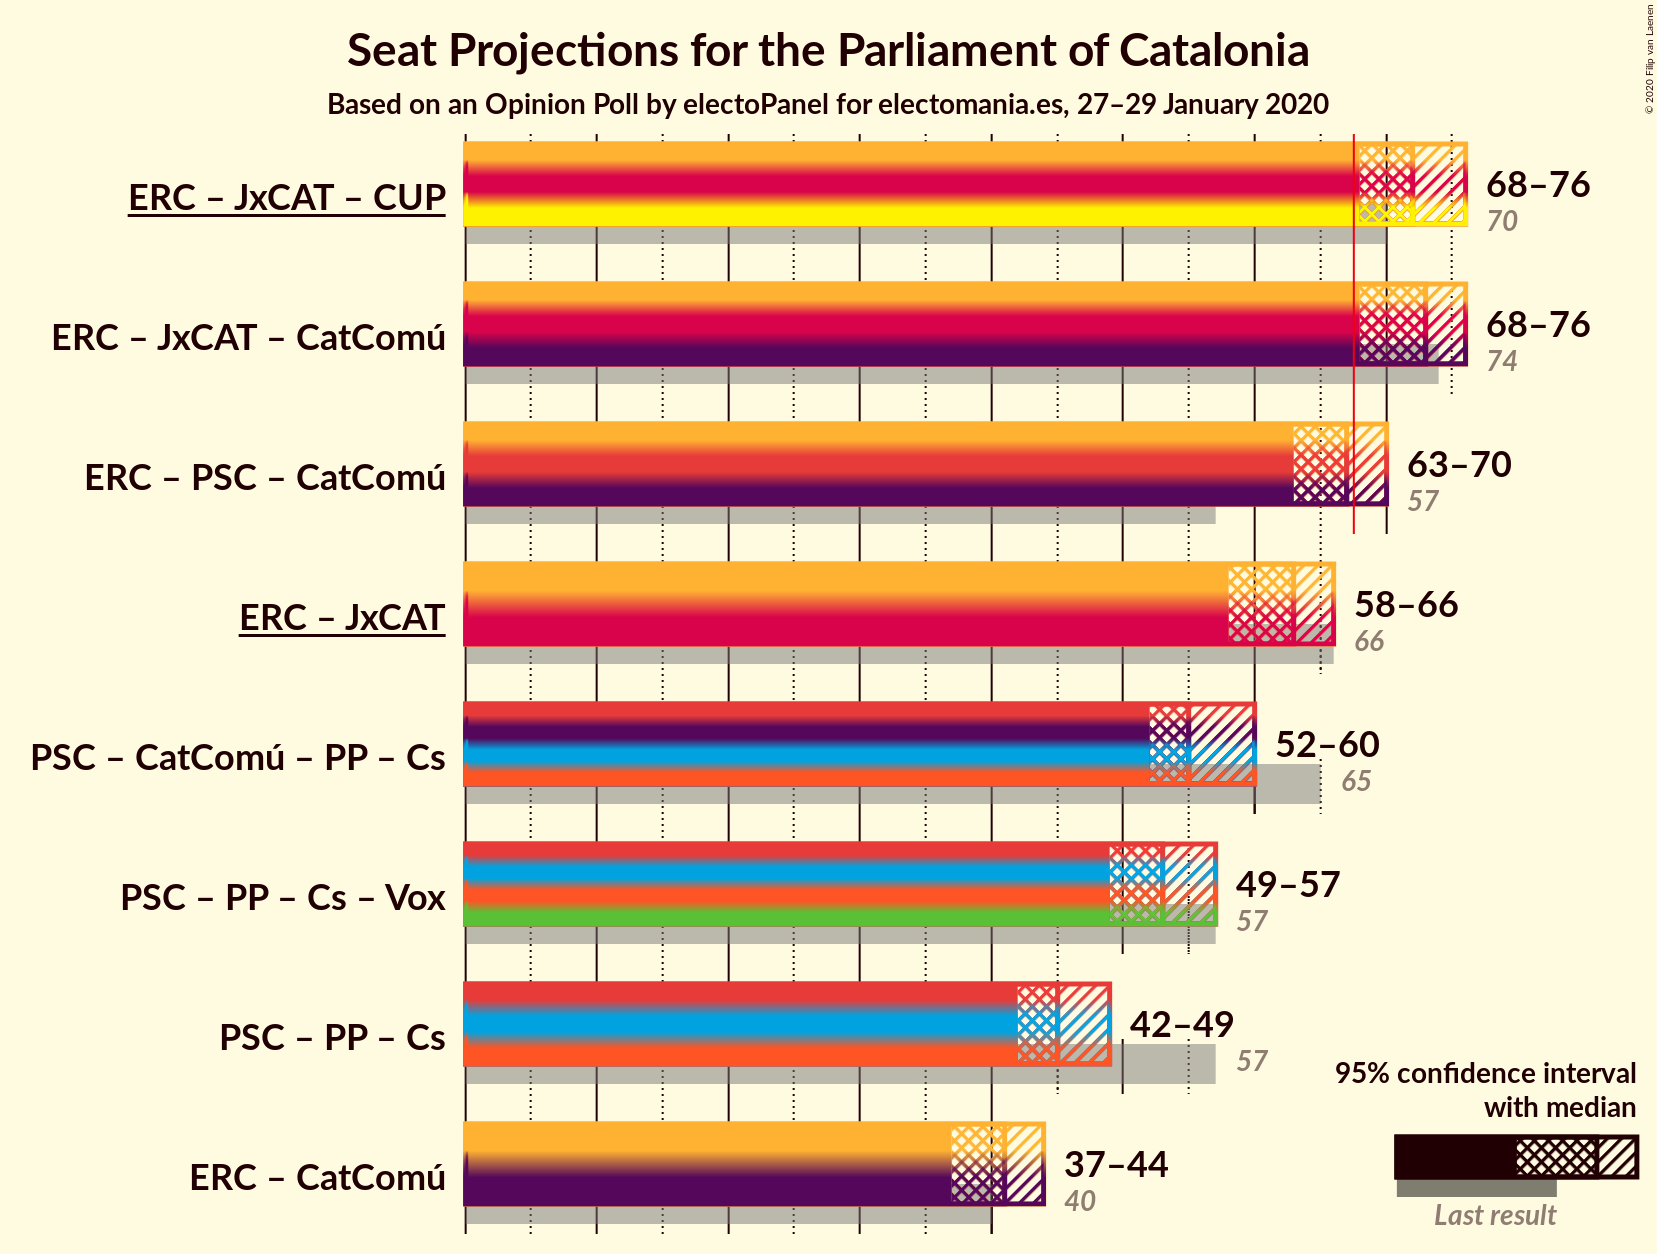 Seat Projections for the Parliament of Catalonia
Based on an Opinion Poll by electoPanel for electomania.es, 27–29 January 2020
© 2020 Filip van Laenen
ERC – JxCAT – CUP
68–76
70
ERC – JxCAT – CatComú
68–76
74
ERC – PSC – CatComú
63–70
57
ERC – JxCAT
58–66
66
PSC – CatComú – PP – Cs
52–60
65
PSC – PP – Cs – Vox
49–57
57
PSC – PP – Cs
42–49
57
ERC – CatComú
37–44
40
95% confidence interval
with median
Last result